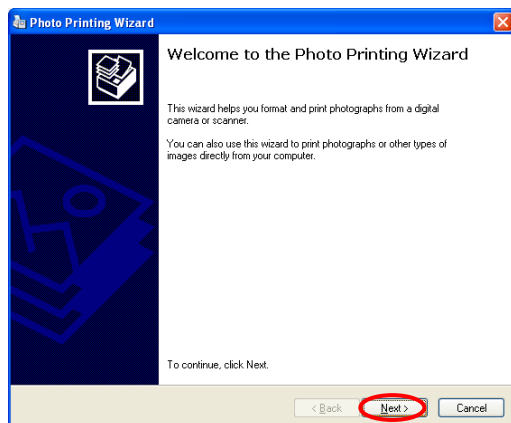 Photo Printing Wizard
Welcome to the Photo Printing Wizard
This wizard helps you format and print photographs from a digital
camera or scanner.
You can also use this wizard to print photographs or other types of
images directly from your computer.
To continue, click Next.
< Back Next > Cancel